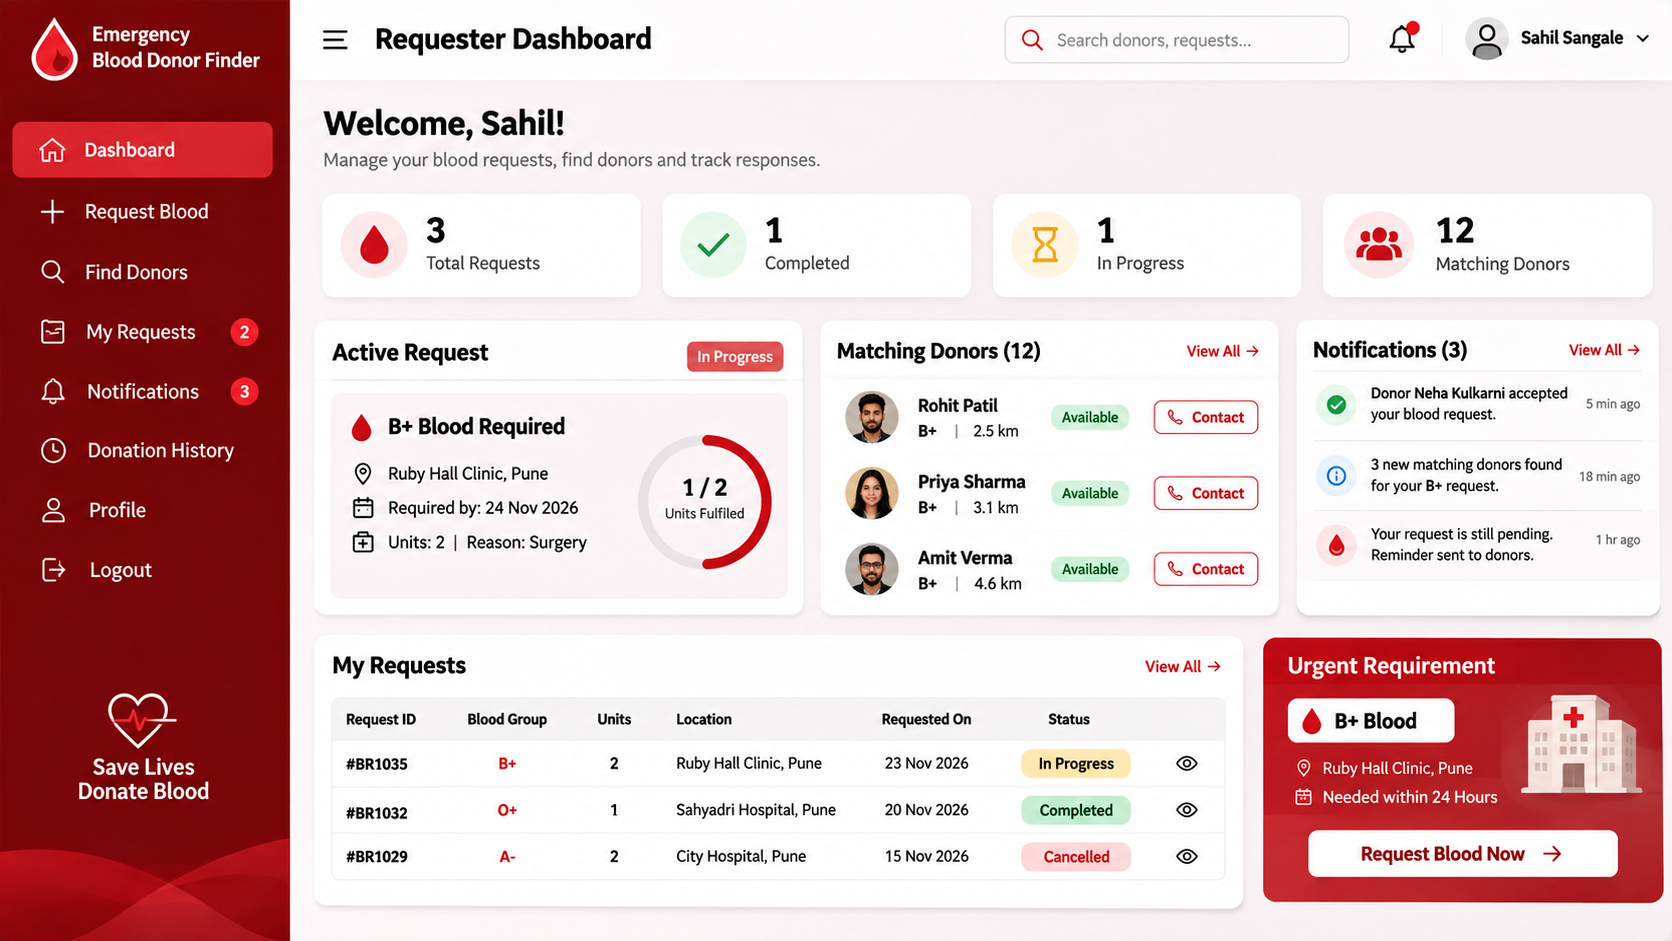 Emergency
Blood Donor Finder
Dashboard
Request Blood
Find Donors
My Requests 2
Notifications 3
Donation History
Profile
Logout
Save Lives
Donate Blood
Requester Dashboard
Search donors, requests...
Sahil Sangale
Welcome, Sahil!
Manage your blood requests, find donors and track responses.
3
Total Requests
1
Completed
1
In Progress
12
Matching Donors
Active Request
In Progress
B+ Blood Required
Ruby Hall Clinic, Pune
Required by: 24 Nov 2026
Units: 2 | Reason: Surgery
1 / 2
Units Fulfiled
Matching Donors (12)
View All →
Rohit Patil
B+ | 2.5 km
Available
Contact
Priya Sharma
B+ | 3.1 km
Available
Contact
Amit Verma
B+ | 4.6 km
Available
Contact
Notifications (3)
View All →
Donor Neha Kulkarni accepted
your blood request.
5 min ago
3 new matching donors found
for your B+ request.
18 min ago
Your request is still pending.
Reminder sent to donors.
1 hr ago
My Requests
View All →
Request ID Blood Group Units Location Requested On Status
#BR1035 B+ 2 Ruby Hall Clinic, Pune 23 Nov 2026 In Progress
#BR1032 O+ 1 Sahyadri Hospital, Pune 20 Nov 2026 Completed
#BR1029 A- 2 City Hospital, Pune 15 Nov 2026 Cancelled
Urgent Requirement
B+ Blood
Ruby Hall Clinic, Pune
Needed within 24 Hours
Request Blood Now →